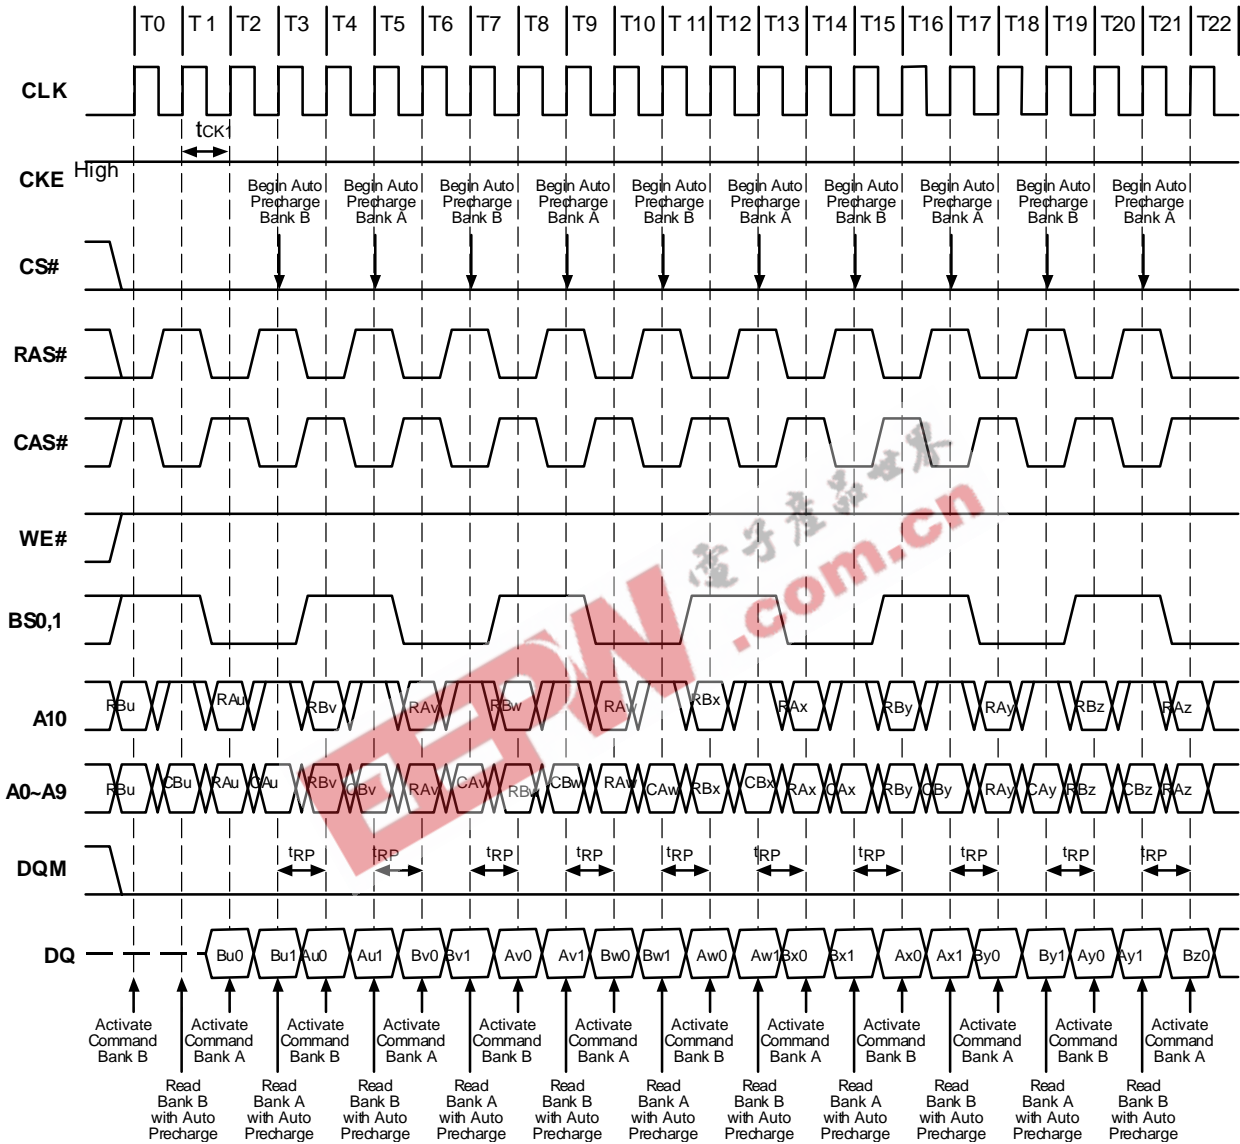 T0 T1 T2 T3 T4 T5 T6 T7 T8 T9 T10 T11 T12 T13 T14 T15 T16 T17 T18 T19 T20 T21 T22
CLK
tCK1
CKE High
Begin Auto Precharge Bank B
Begin Auto Precharge Bank A
Begin Auto Precharge Bank B
Begin Auto Precharge Bank A
Begin Auto Precharge Bank B
Begin Auto Precharge Bank A
Begin Auto Precharge Bank B
Begin Auto Precharge Bank A
Begin Auto Precharge Bank B
Begin Auto Precharge Bank A
CS#
RAS#
CAS#
WE#
BS0,1
A10 RBu RAu RBv RAv RBw RAw RBx RAx RBy RAy RBz RAz
A0~A9 RBu CBu RAu CAu RBv CBv RAv CAv RBw CBw RAw CAw RBx CBx RAx CAx RBy CBy RAy CAy RBz CBz RAz
DQM tRP tRP tRP tRP tRP tRP tRP tRP tRP tRP
DQ Bu0 Bu1 Au0 Au1 Bv0 Bv1 Av0 Av1 Bw0 Bw1 Aw0 Aw1 Bx0 Bx1 Ax0 Ax1 By0 By1 Ay0 Ay1 Bz0
Activate Command Bank B
Activate Command Bank A
Activate Command Bank B
Activate Command Bank A
Activate Command Bank B
Activate Command Bank A
Activate Command Bank B
Activate Command Bank A
Activate Command Bank B
Activate Command Bank A
Activate Command Bank B
Activate Command Bank A
Read Bank B with Auto Precharge
Read Bank A with Auto Precharge
Read Bank B with Auto Precharge
Read Bank A with Auto Precharge
Read Bank B with Auto Precharge
Read Bank A with Auto Precharge
Read Bank B with Auto Precharge
Read Bank A with Auto Precharge
Read Bank B with Auto Precharge
Read Bank A with Auto Precharge
Read Bank B with Auto Precharge
EEPW
電子產品世界
.com.cn